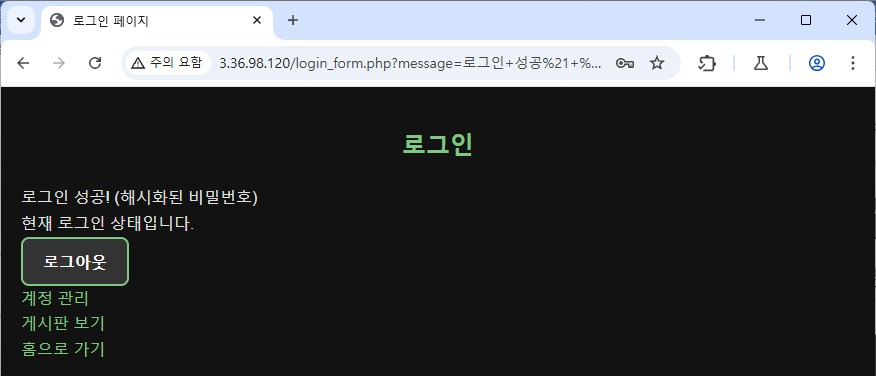 로그인 페이지
주의 요함 3.36.98.120/login_form.php?message=로그인+성공%21+%...
로그인
로그인 성공! (해시화된 비밀번호)
현재 로그인 상태입니다.
로그아웃
계정 관리
게시판 보기
홈으로 가기